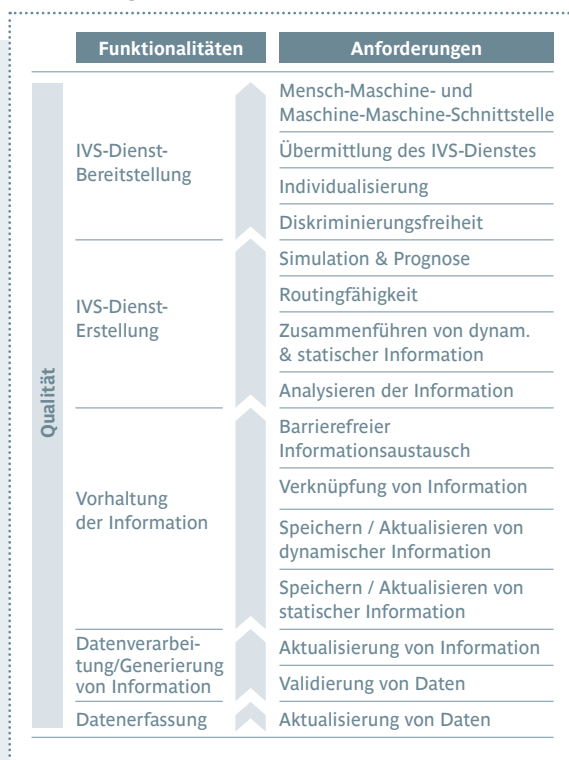 Funktionalitäten
Anforderungen
Qualität
IVS-Dienst-
Bereitstellung
Mensch-Maschine- und
Maschine-Maschine-Schnittstelle
Übermittlung des IVS-Dienstes
Individualisierung
Diskriminierungsfreiheit
IVS-Dienst-
Erstellung
Simulation & Prognose
Routingfähigkeit
Zusammenführen von dynam.
& statischer Information
Analysieren der Information
Vorhaltung
der Information
Barrierefreier
Informationsaustausch
Verknüpfung von Information
Speichern / Aktualisieren von
dynamischer Information
Speichern / Aktualisieren von
statischer Information
Datenverarbei-
tung/Generierung
von Information
Aktualisierung von Information
Validierung von Daten
Datenerfassung
Aktualisierung von Daten